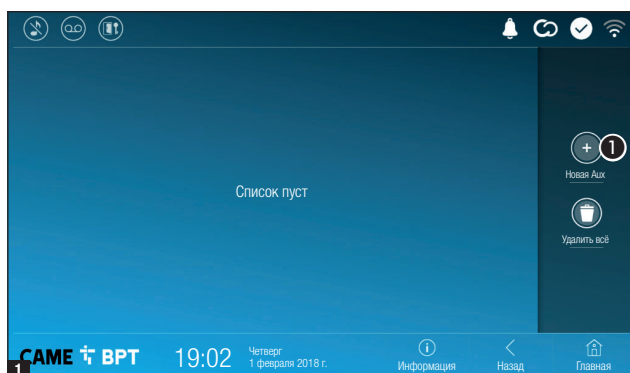 1
Новая Aux
Список пуст
Удалить всё
1
CAME BPT
19:02
Четверг
1 февраля 2018 г.
Информация
Назад
Главная